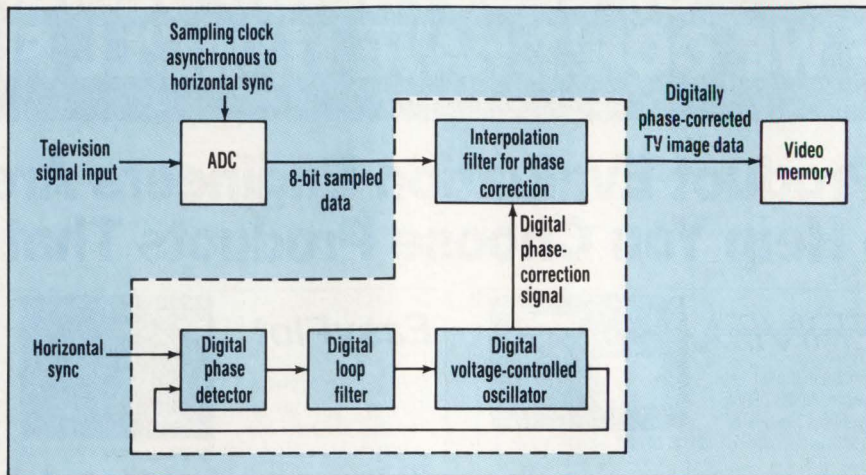 Sampling clock
asynchronous to
horizontal sync
Television
signal input
ADC
8-bit sampled
data
Interpolation
filter for phase
correction
Digitally
phase-corrected
TV image data
Video
memory
Digital
phase-
correction
signal
Horizontal
sync
Digital
phase
detector
Digital
loop
filter
Digital
voltage-controlled
oscillator